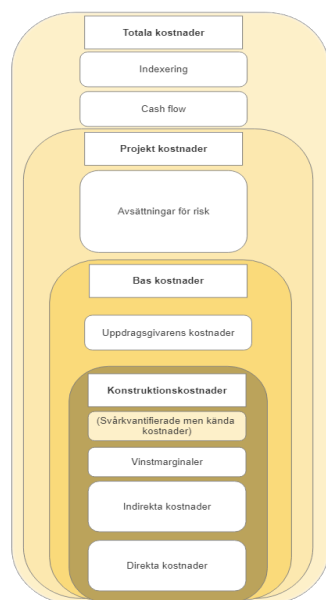 Totala kostnader
Indexering
Cash flow
Projekt kostnader
Avsättningar för risk
Bas kostnader
Uppdragsgivarens kostnader
Konstruktionskostnader
(Svårkvantifierade men kända
kostnader)
Vinstmarginaler
Indirekta kostnader
Direkta kostnader